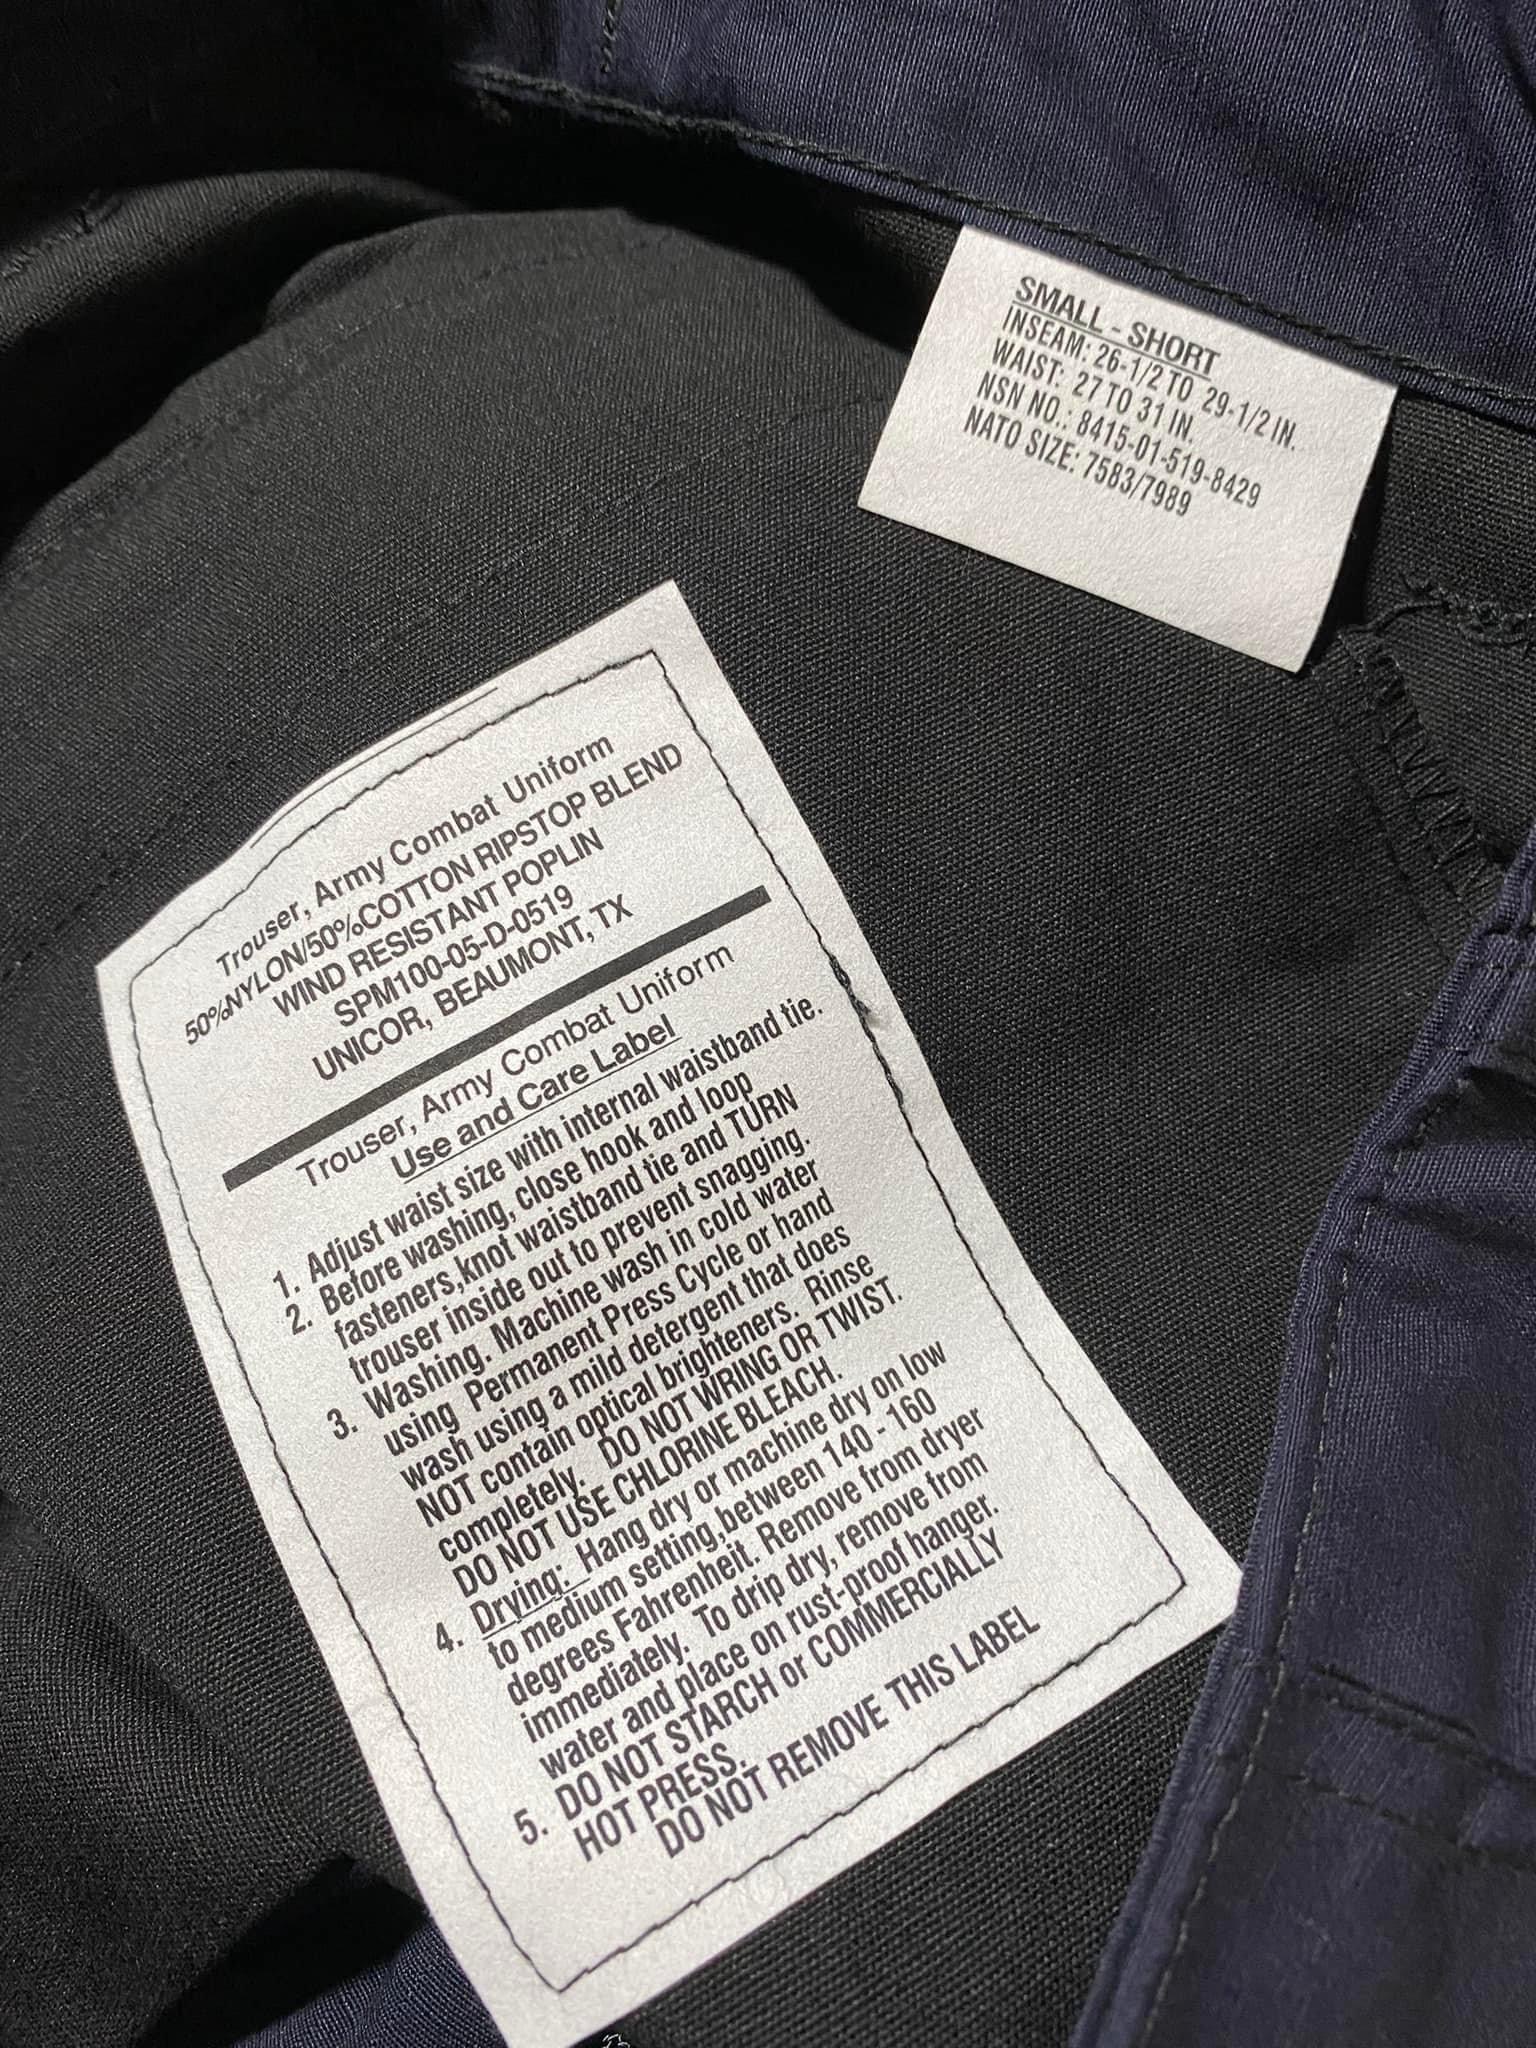 SMALL - SHORT
INSEAM: 26-1/2 TO 29-1/2 IN.
WAIST: 27 TO 31 IN.
NSN NO.: 8415-01-519-8429
NATO SIZE: 7583/7989
Trouser, Army Combat Uniform
50%NYLON/50%COTTON RIPSTOP BLEND
WIND RESISTANT POPLIN
SPM100-05-D-0519
UNICOR, BEAUMONT, TX
Trouser, Army Combat Uniform
Use and Care Label
1. Adjust waist size with internal waistband tie.
2. Before washing, close hook and loop
fasteners,knot waistband tie and TURN
trouser inside out to prevent snagging.
3. Washing. Machine wash in cold water
using Permanent Press Cycle or hand
wash using a mild detergent that does
NOT contain optical brighteners. Rinse
completely. DO NOT WRING OR TWIST.
DO NOT USE CHLORINE BLEACH.
4. Drying: Hang dry or machine dry on low
to medium setting,between 140 - 160
degrees Fahrenheit. Remove from dryer
immediately. To drip dry, remove from
water and place on rust-proof hanger.
5. DO NOT STARCH or COMMERCIALLY
HOT PRESS.
DO NOT REMOVE THIS LABEL